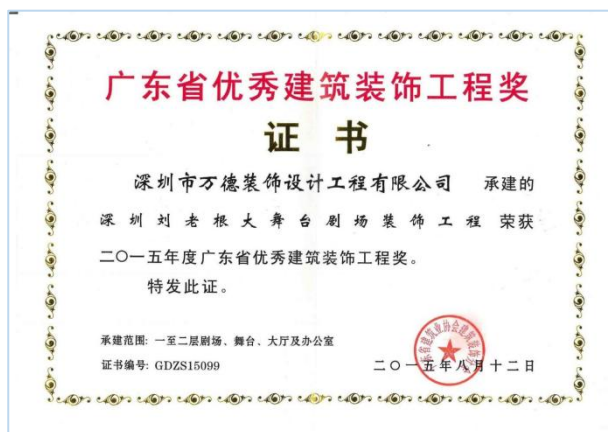 广东省优秀建筑装饰工程奖
证书
深圳市万德装饰设计工程有限公司 承建的
深圳刘老根大舞台剧场装饰工程 荣获
二〇一五年度广东省优秀建筑装饰工程奖。
特发此证。
承建范围: 一至二层剧场、舞台、大厅及办公室
证书编号: GDZS15099
二〇一五年八月十二日